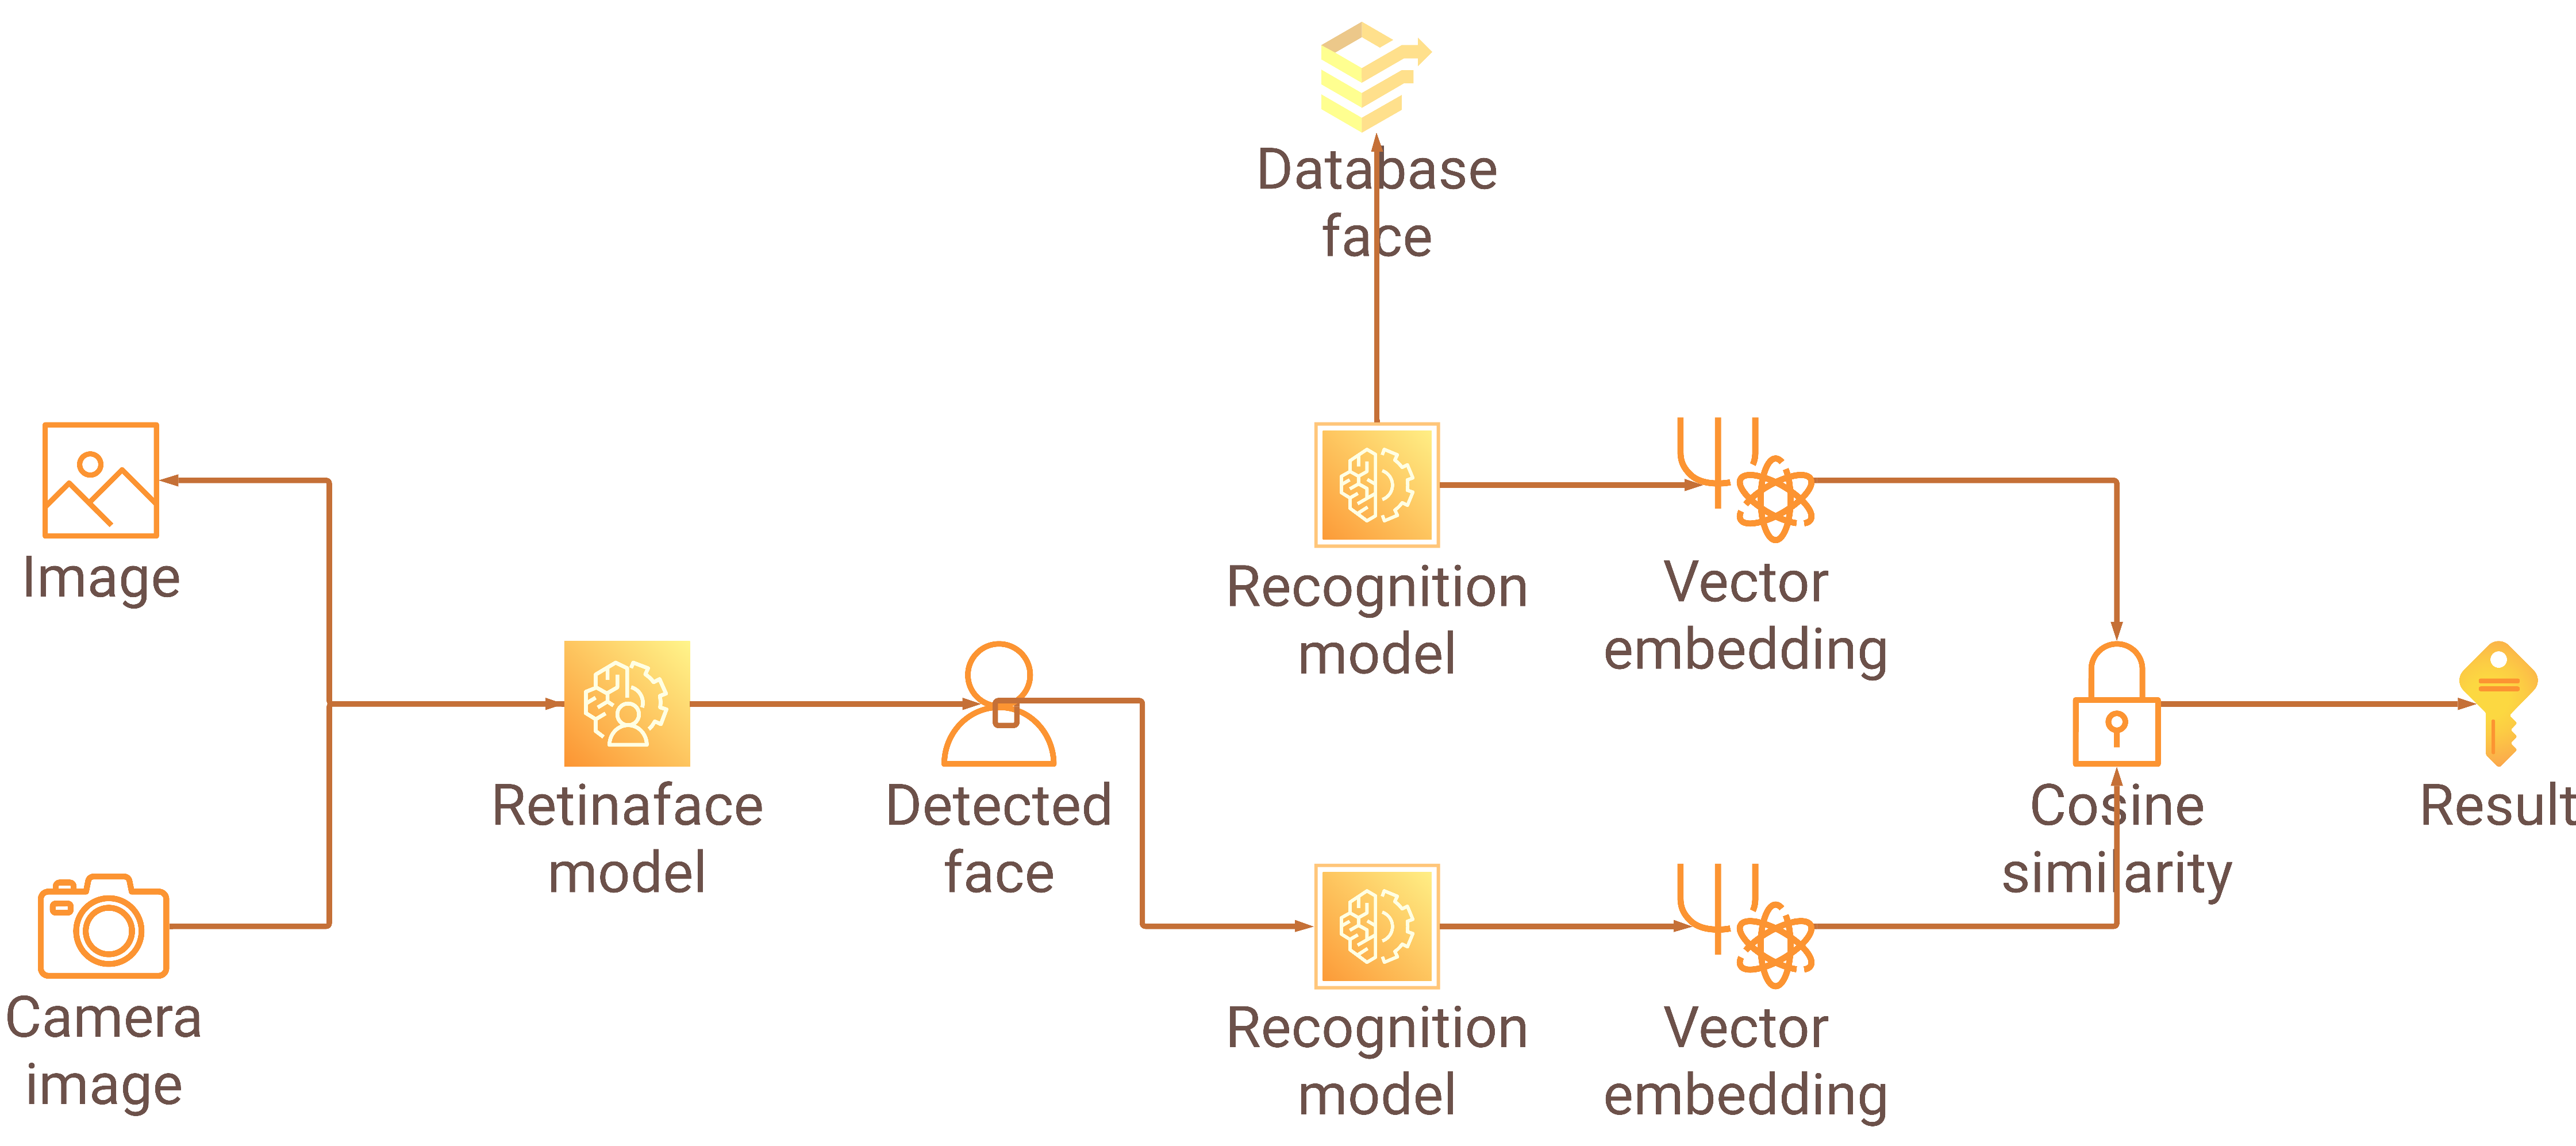 Database
face
Image
Recognition
model
Vector
embedding
Retinaface
model
Detected
face
Cosine
similarity
Result
Camera
image
Recognition
model
Vector
embedding